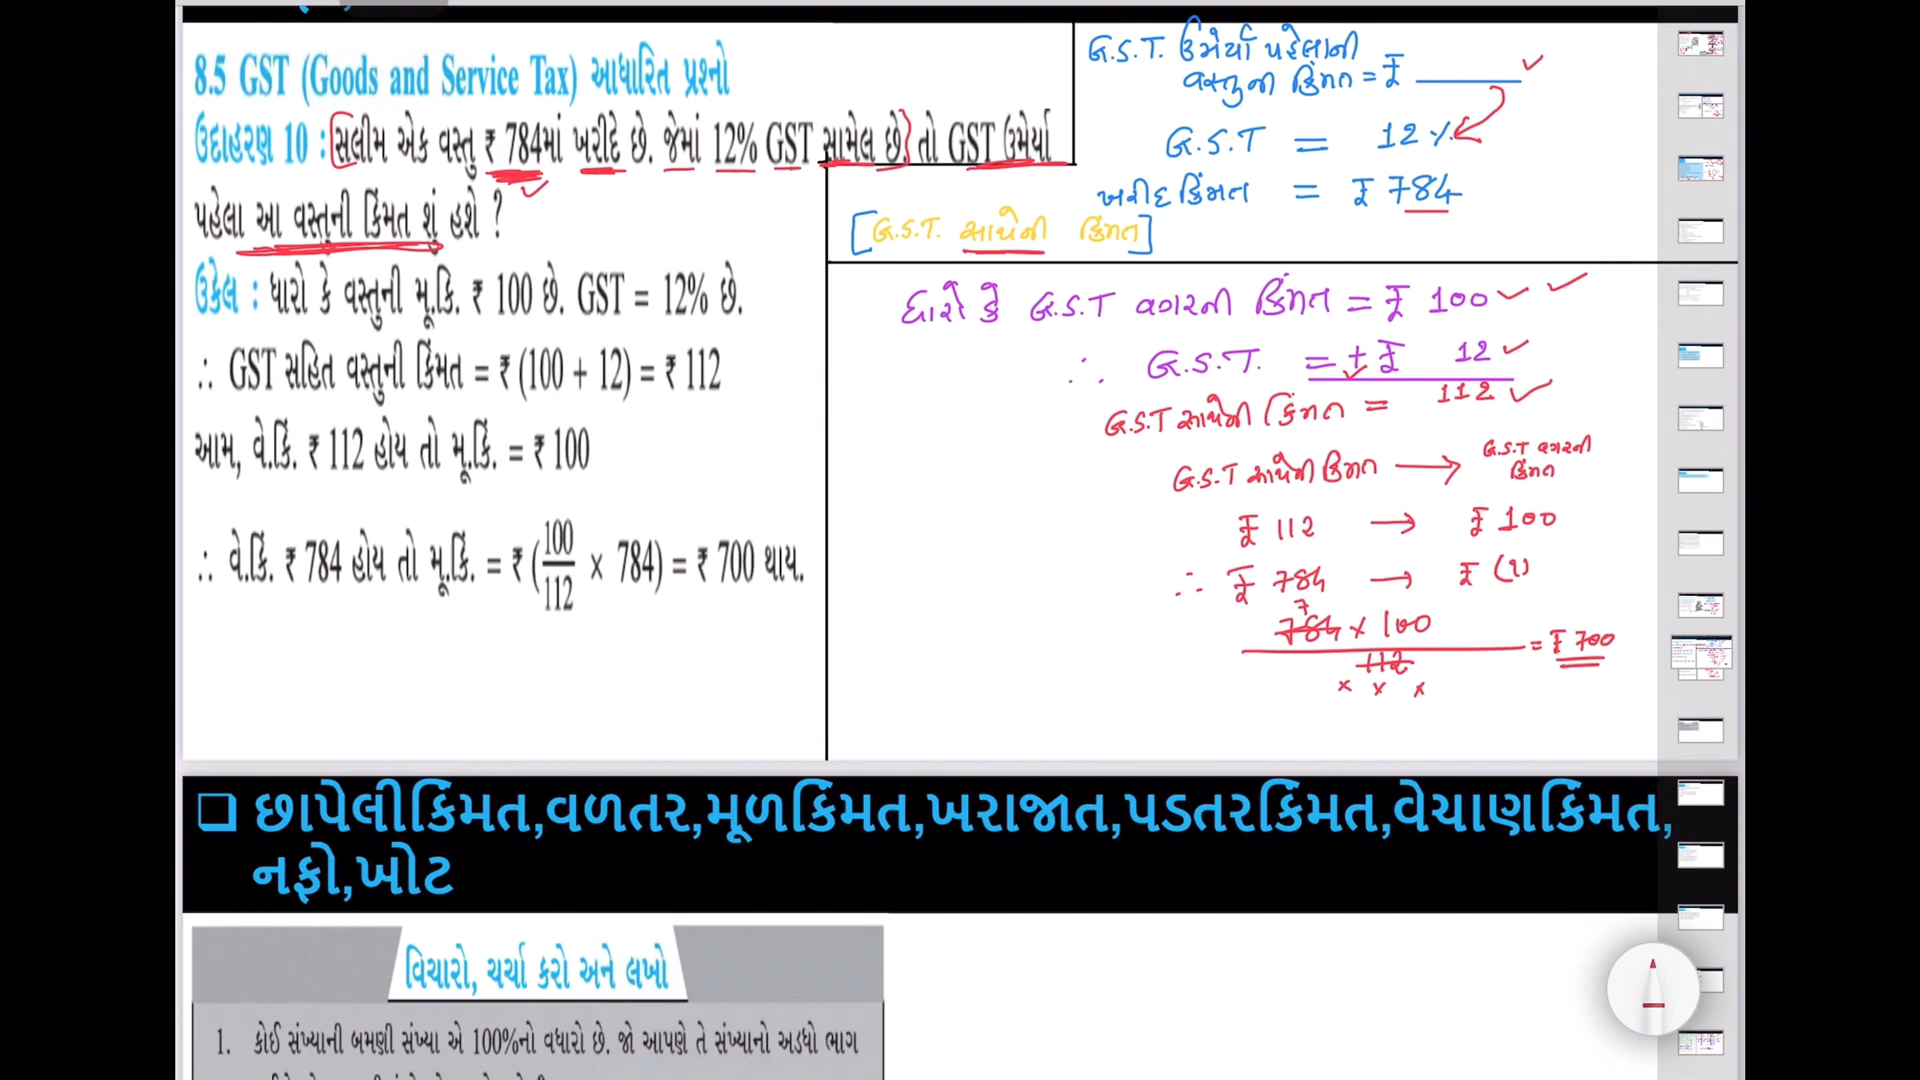 8.5 GST (Goods and Service Tax) આધારિત પ્રશ્નો
ઉદાહરણ 10 : સલીમ એક વસ્તુ ₹ 784માં ખરીદે છે. જેમાં 12% GST સામેલ છે. તો GST ઉમેર્યા
પહેલા આ વસ્તુની કિંમત શું હશે ?
ઉકેલ : ધારો કે વસ્તુની મૂ.કિં. ₹ 100 છે. GST = 12% છે.
∴ GST સહિત વસ્તુની કિંમત = ₹ (100 + 12) = ₹ 112
આમ, વે.કિં. ₹ 112 હોય તો મૂ.કિં. = ₹ 100
∴ વે.કિં. ₹ 784 હોય તો મૂ.કિં. = ₹ (100/112 × 784) = ₹ 700 થાય.
G.S.T. ઉમેર્યા પહેલાની
વસ્તુની કિંમત = ₹
G.S.T = 12%
ખરીદકિંમત = ₹ 784
[G.S.T. સાથેની કિંમત]
ધારો કે G.S.T વગરની કિંમત = ₹ 100
∴ G.S.T. = + ₹ 12
G.S.T સાથેની કિંમત = 112
G.S.T સાથેની કિંમત → G.S.T વગરની કિંમત
₹ 112 → ₹ 100
∴ ₹ 784 → ₹ (?)
7
784 × 100
112
= ₹ 700
❑ છાપેલીકિંમત,વળતર,મૂળકિંમત,ખરાજાત,પડતરકિંમત,વેચાણકિંમત,
નફો,ખોટ
વિચારો, ચર્ચા કરો અને લખો
1. કોઈ સંખ્યાની બમણી સંખ્યા એ 100%નો વધારો છે. જો આપણે તે સંખ્યાનો અડધો ભાગ